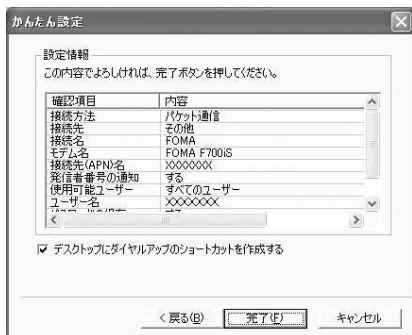 かんたん設定
設定情報
この内容でよろしければ、完了ボタンを押してください。
確認項目 内容
接続方法 パケット通信
接続先 その他
接続名 FOMA
モデム名 FOMA F700iS
接続先(APN)名 XXXXXXX
発信者番号の通知 する
使用可能ユーザー すべてのユーザー
ユーザー名 XXXXXXXX
デスクトップにダイヤルアップのショートカットを作成する
< 戻る(B) 完了(F) キャンセル